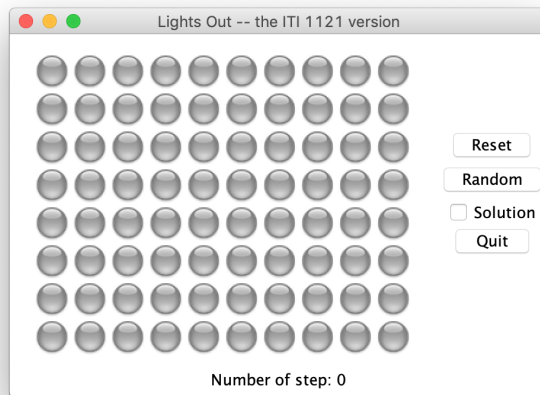 Lights Out -- the ITI 1121 version
Reset
Random
Solution
Quit
Number of step: 0